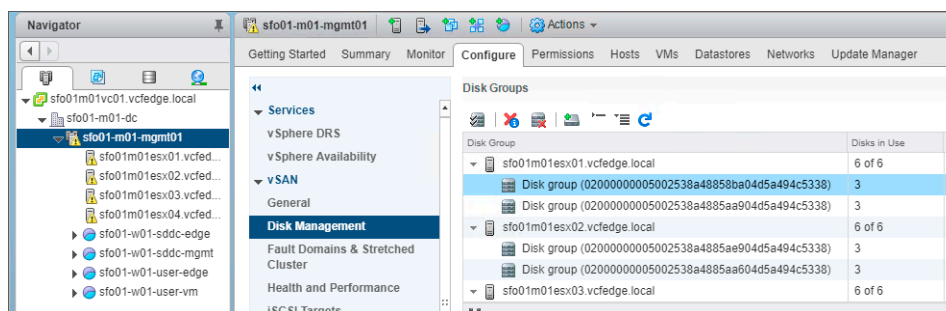 Navigator
sfo01-m01-mgmt01
Actions
Getting Started Summary Monitor Configure Permissions Hosts VMs Datastores Networks Update Manager
sfo01m01vc01.vcfedge.local
sfo01-m01-dc
sfo01-m01-mgmt01
sfo01m01esx01.vcfed...
sfo01m01esx02.vcfed...
sfo01m01esx03.vcfed...
sfo01m01esx04.vcfed...
sfo01-w01-sddc-edge
sfo01-w01-sddc-mgmt
sfo01-w01-user-edge
sfo01-w01-user-vm
Services
vSphere DRS
vSphere Availability
vSAN
General
Disk Management
Fault Domains & Stretched
Cluster
Health and Performance
iSCSI Targets
Disk Groups
Disk Group Disks in Use
sfo01m01esx01.vcfedge.local 6 of 6
Disk group (02000000005002538a48858ba04d5a494c5338) 3
Disk group (02000000005002538a4885a904d5a494c5338) 3
sfo01m01esx02.vcfedge.local 6 of 6
Disk group (02000000005002538a4885ae904d5a494c5338) 3
Disk group (02000000005002538a4885aa604d5a494c5338) 3
sfo01m01esx03.vcfedge.local 6 of 6